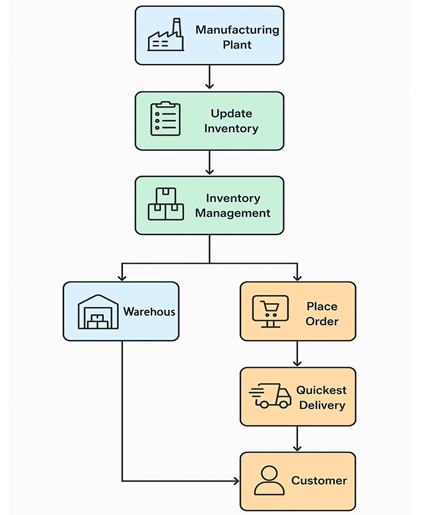 Manufacturing
Plant
Update
Inventory
Inventory
Management
Warehous
Place
Order
Quickest
Delivery
Customer